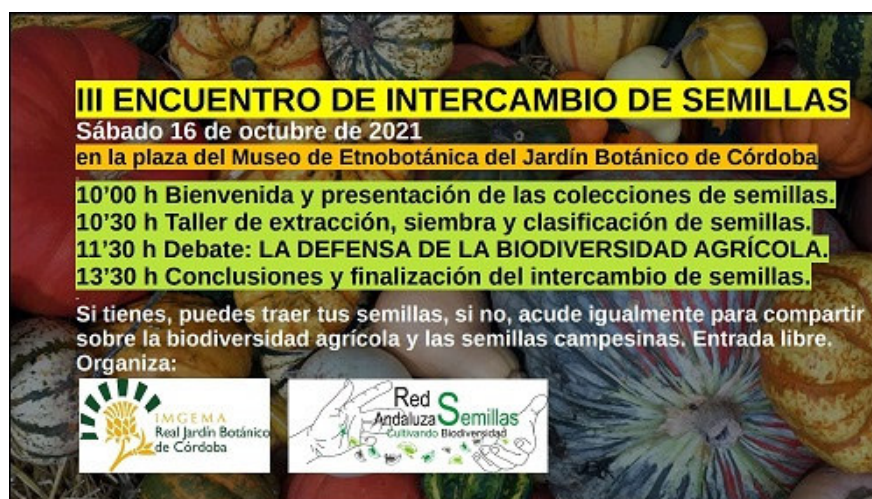 III ENCUENTRO DE INTERCAMBIO DE SEMILLAS
Sábado 16 de octubre de 2021
en la plaza del Museo de Etnobotánica del Jardín Botánico de Córdoba
10’00 h Bienvenida y presentación de las colecciones de semillas.
10’30 h Taller de extracción, siembra y clasificación de semillas.
11’30 h Debate: LA DEFENSA DE LA BIODIVERSIDAD AGRÍCOLA.
13’30 h Conclusiones y finalización del intercambio de semillas.
Si tienes, puedes traer tus semillas, si no, acude igualmente para compartir
sobre la biodiversidad agrícola y las semillas campesinas. Entrada libre.
Organiza:
IMGEMA
Real Jardín Botánico
de Córdoba
Red
Andaluza Semillas
Cultivando Biodiversidad